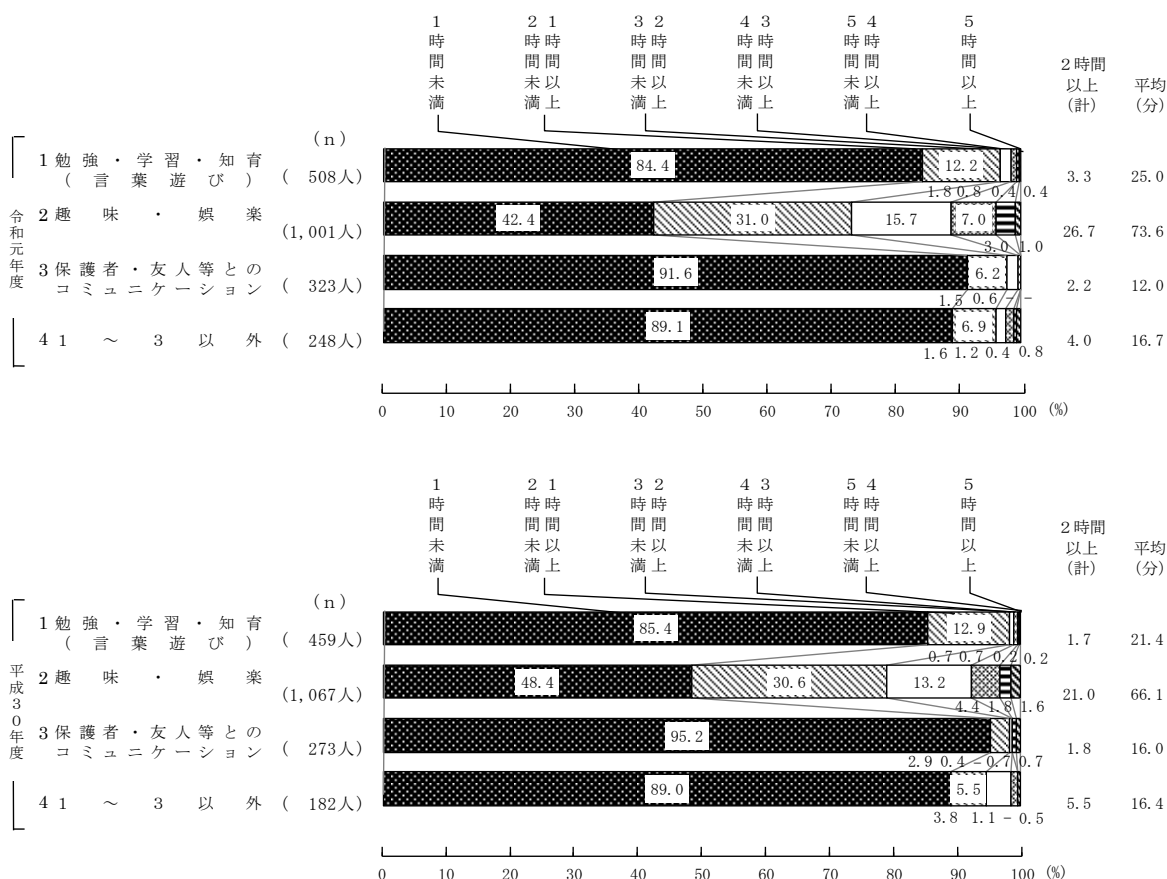 1時間未満
1時間以上
2時間未満
2時間以上
3時間未満
3時間以上
4時間未満
4時間以上
5時間未満
5時間以上
2時間
以上
(計)
平均
(分)
令和元年度
(n)
1 勉強・学習・知育
(言葉遊び) ( 508人)
84.4 12.2
1.8 0.8 0.4 0.4
3.3 25.0
2 趣味・娯楽
(1,001人)
42.4 31.0 15.7 7.0
3.0 1.0
26.7 73.6
3 保護者・友人等との
コミュニケーション ( 323人)
91.6 6.2
1.5 0.6 - -
2.2 12.0
4 1～3以外 ( 248人)
89.1 6.9
1.6 1.2 0.4 0.8
4.0 16.7
0 10 20 30 40 50 60 70 80 90 100 (%)
1時間未満
1時間以上
2時間未満
2時間以上
3時間未満
3時間以上
4時間未満
4時間以上
5時間未満
5時間以上
2時間
以上
(計)
平均
(分)
平成30年度
(n)
1 勉強・学習・知育
(言葉遊び) ( 459人)
85.4 12.9
0.7 0.7 0.2 0.2
1.7 21.4
2 趣味・娯楽
(1,067人)
48.4 30.6 13.2
4.4 1.8 1.6
21.0 66.1
3 保護者・友人等との
コミュニケーション ( 273人)
95.2
2.9 0.4 - 0.7 0.7
1.8 16.0
4 1～3以外 ( 182人)
89.0 5.5
3.8 1.1 - 0.5
5.5 16.4
0 10 20 30 40 50 60 70 80 90 100 (%)